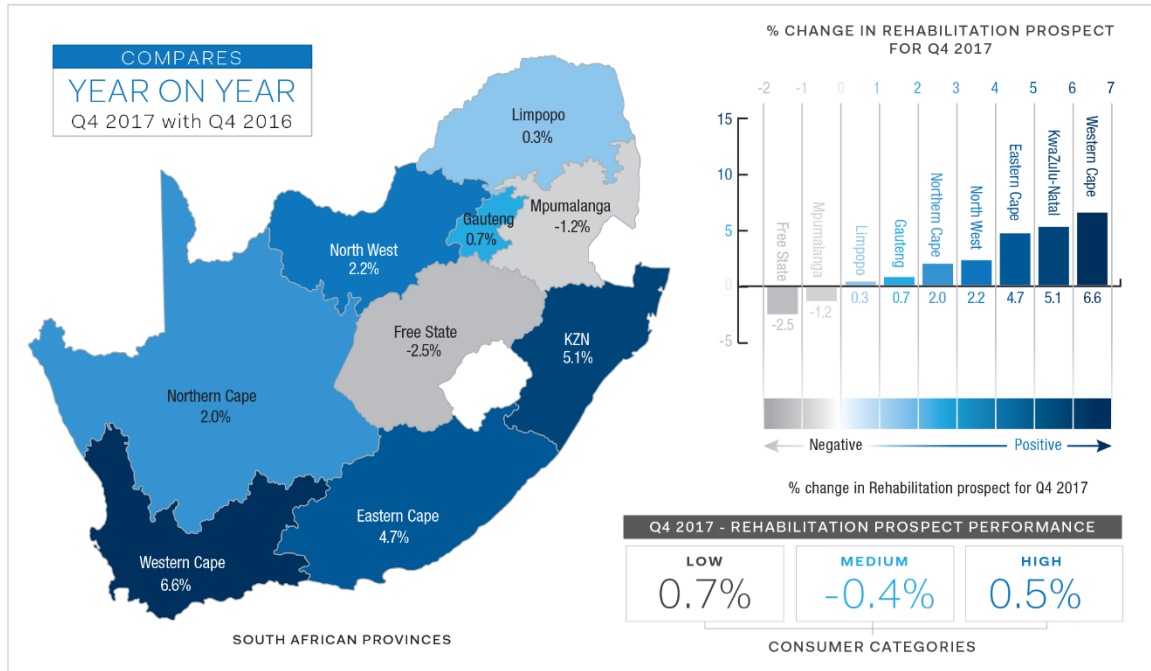 COMPARES
YEAR ON YEAR
Q4 2017 with Q4 2016
Limpopo
0.3%
Mpumalanga
-1.2%
Gauteng
0.7%
North West
2.2%
Free State
-2.5%
KZN
5.1%
Northern Cape
2.0%
Eastern Cape
4.7%
Western Cape
6.6%
SOUTH AFRICAN PROVINCES
% CHANGE IN REHABILITATION PROSPECT
FOR Q4 2017
-2 -1 0 1 2 3 4 5 6 7
15
10
5
0
-5
Free State
Mpumalanga
Limpopo
Gauteng
Northern Cape
North West
Eastern Cape
KwaZulu-Natal
Western Cape
-2.5 -1.2 0.3 0.7 2.0 2.2 4.7 5.1 6.6
Negative Positive
% change in Rehabilitation prospect for Q4 2017
Q4 2017 - REHABILITATION PROSPECT PERFORMANCE
LOW MEDIUM HIGH
0.7% -0.4% 0.5%
CONSUMER CATEGORIES